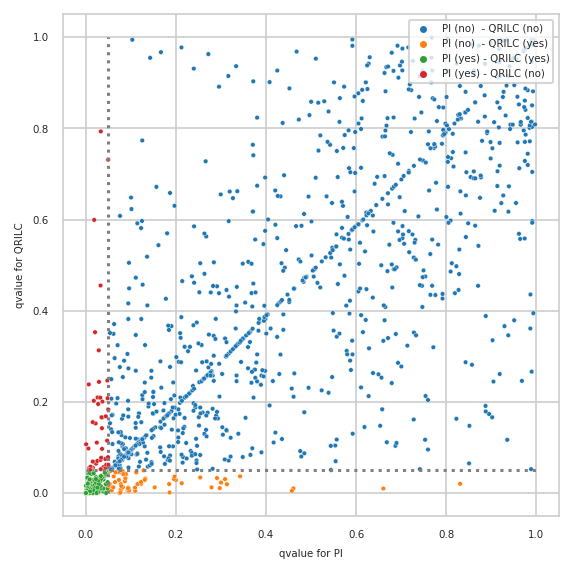 PI (no)  - QRILC (no)
PI (no)  - QRILC (yes)
PI (yes) - QRILC (yes)
PI (yes) - QRILC (no)
qvalue for QRILC
1.0
0.8
0.6
0.4
0.2
0.0
0.0 0.2 0.4 0.6 0.8 1.0
qvalue for PI